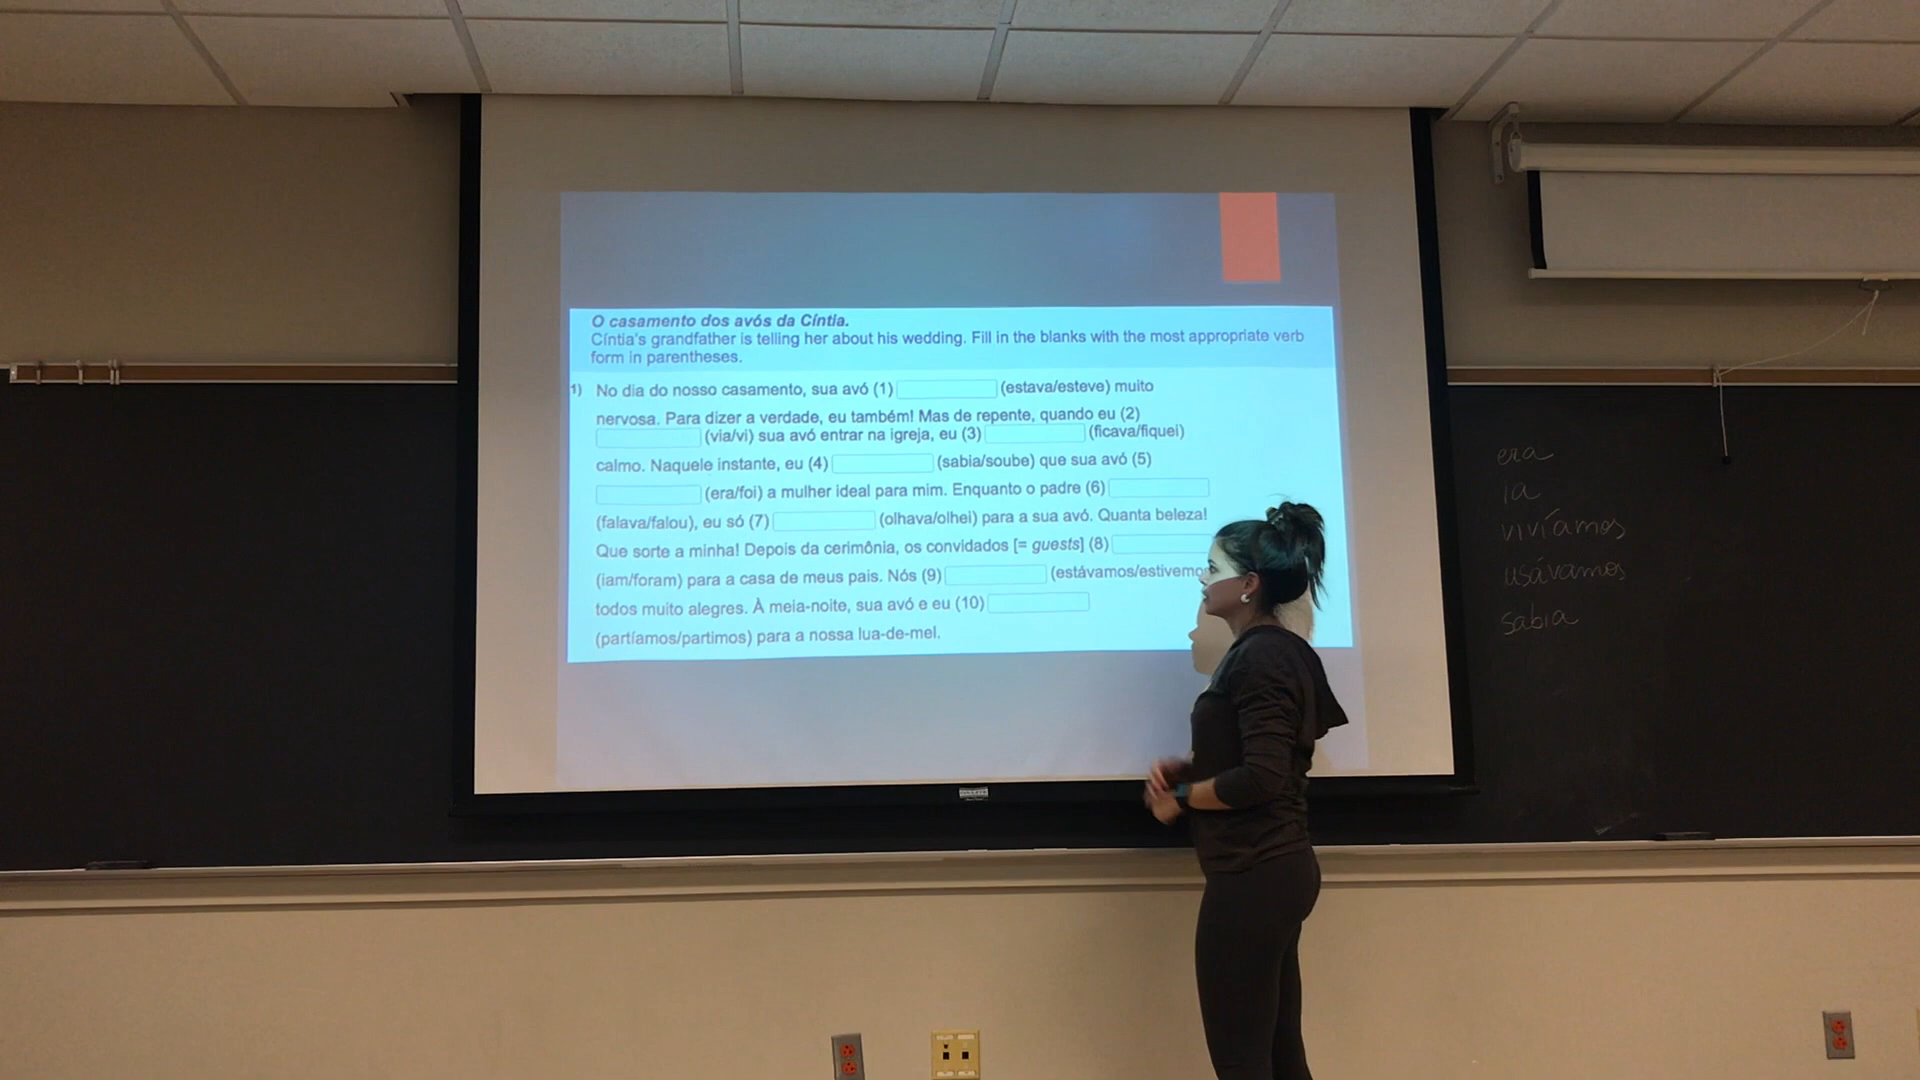 O casamento dos avós da Cíntia.
Cíntia's grandfather is telling her about his wedding. Fill in the blanks with the most appropriate verb
form in parentheses.
1) No dia do nosso casamento, sua avó (1) (estava/esteve) muito
nervosa. Para dizer a verdade, eu também! Mas de repente, quando eu (2)
(via/vi) sua avó entrar na igreja, eu (3) (ficava/fiquei)
calmo. Naquele instante, eu (4) (sabia/soube) que sua avó (5)
(era/foi) a mulher ideal para mim. Enquanto o padre (6)
(falava/falou), eu só (7) (olhava/olhei) para a sua avó. Quanta beleza!
Que sorte a minha! Depois da cerimônia, os convidados [= guests] (8)
(iam/foram) para a casa de meus pais. Nós (9) (estávamos/estivemo
todos muito alegres. À meia-noite, sua avó e eu (10)
(partíamos/partimos) para a nossa lua-de-mel.
era
ia
vivíamos
usávamos
sabia